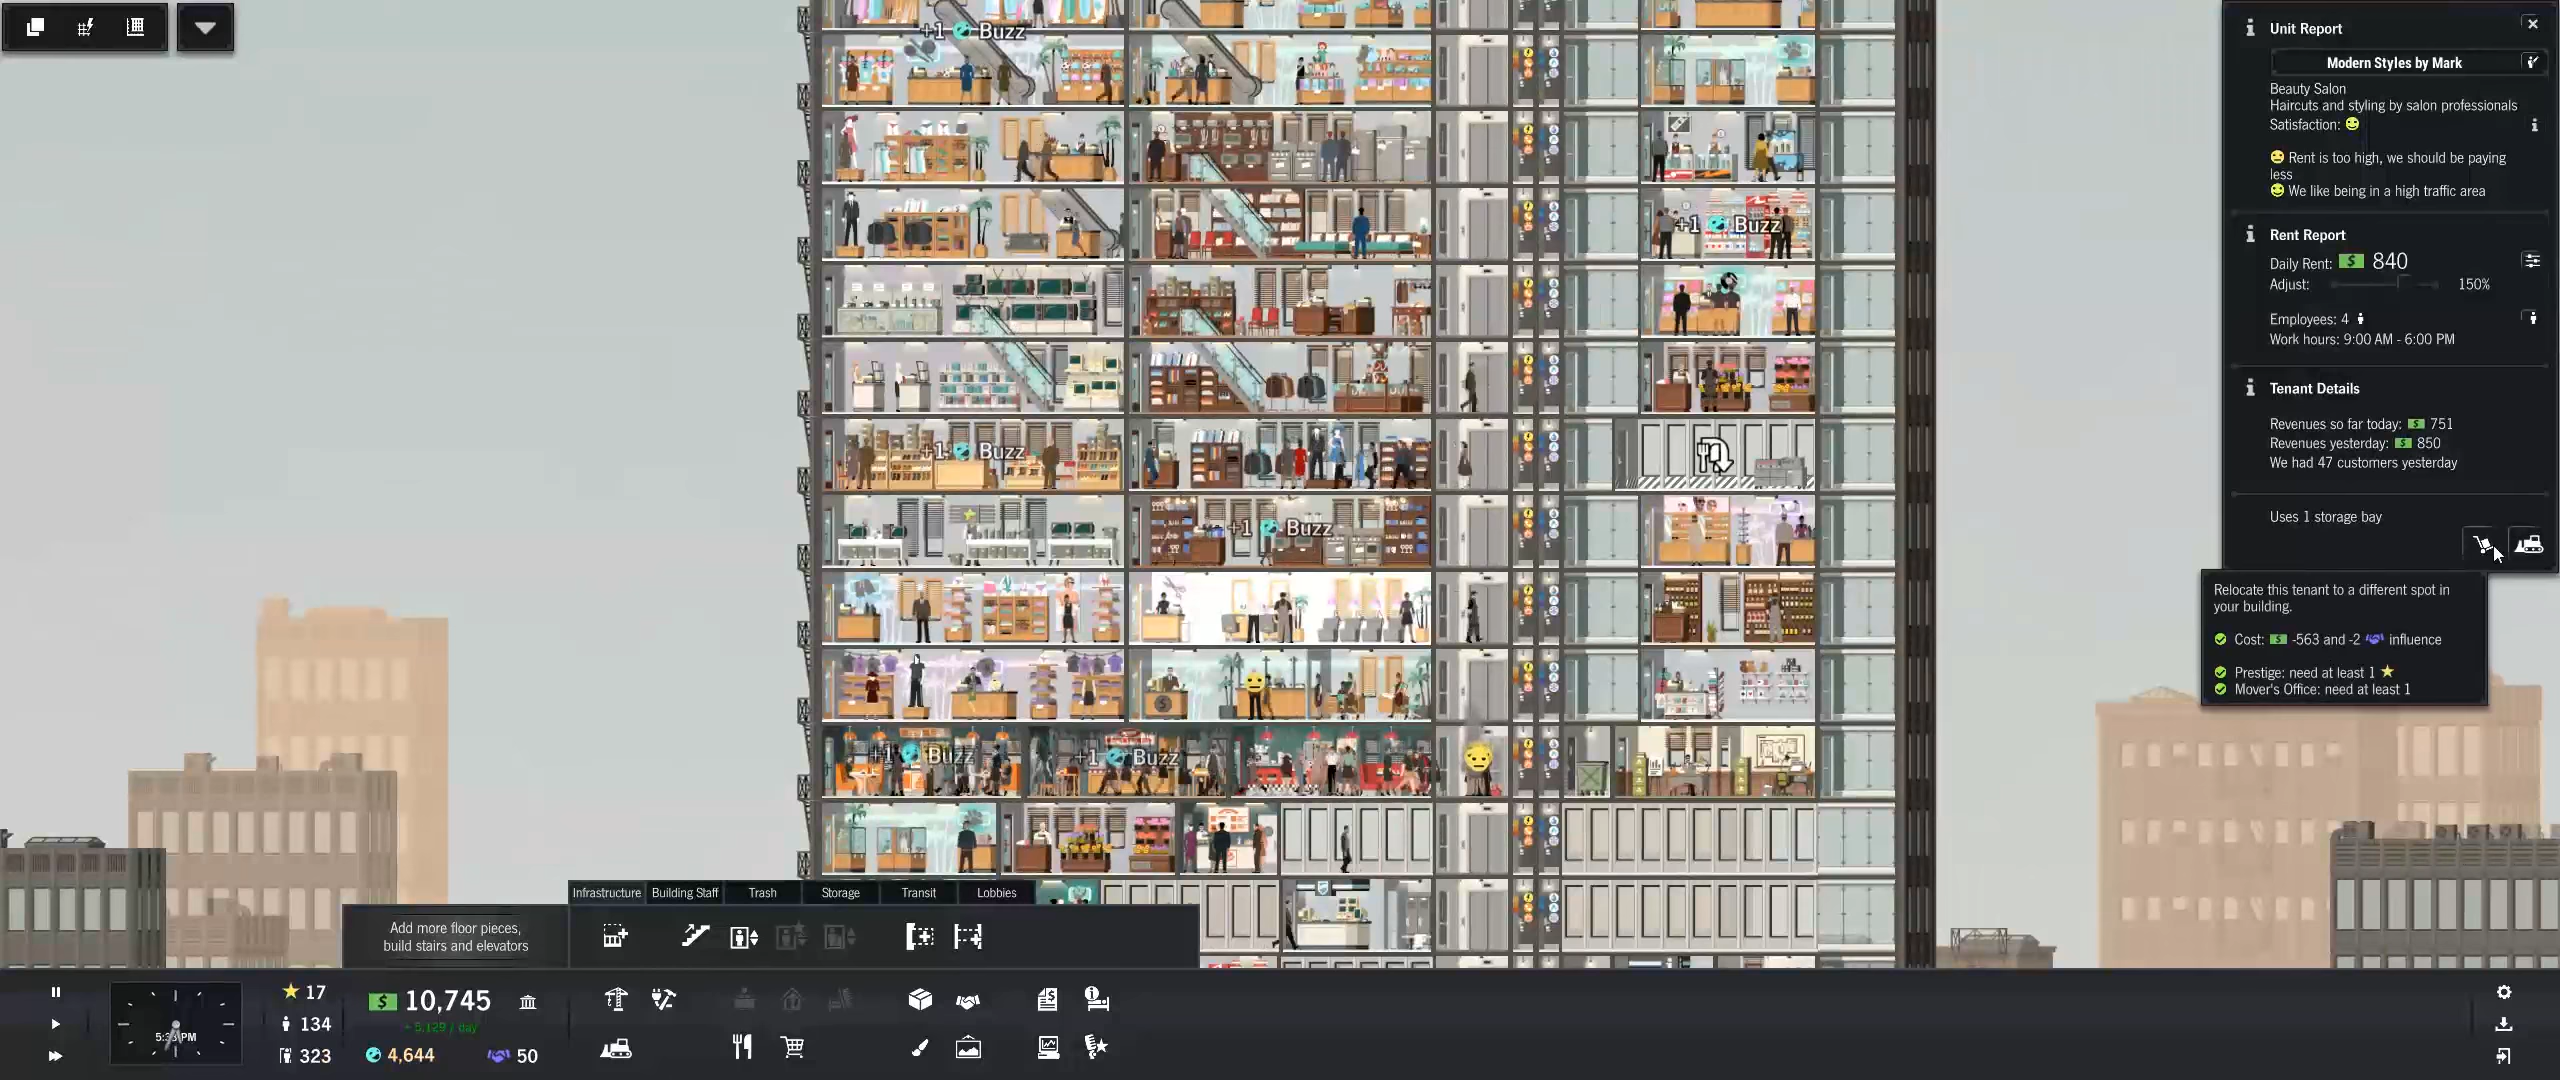 +1 Buzz
+1 Buzz
+1 Buzz
+1 Buzz
+1 Buzz
+1 Buzz
Unit Report
Modern Styles by Mark
Beauty Salon
Haircuts and styling by salon professionals
Satisfaction:
Rent is too high, we should be paying
less
We like being in a high traffic area
Rent Report
Daily Rent: $ 840
Adjust: 150%
Employees: 4
Work hours: 9:00 AM - 6:00 PM
Tenant Details
Revenues so far today: $ 751
Revenues yesterday: $ 850
We had 47 customers yesterday
Uses 1 storage bay
Relocate this tenant to a different spot in
your building.
Cost: $ -563 and -2 influence
Prestige: need at least 1
Mover's Office: need at least 1
Infrastructure Building Staff Trash Storage Transit Lobbies
Add more floor pieces,
build stairs and elevators
17
134
323
$ 10,745
+ 5,129 / day
4,644 50